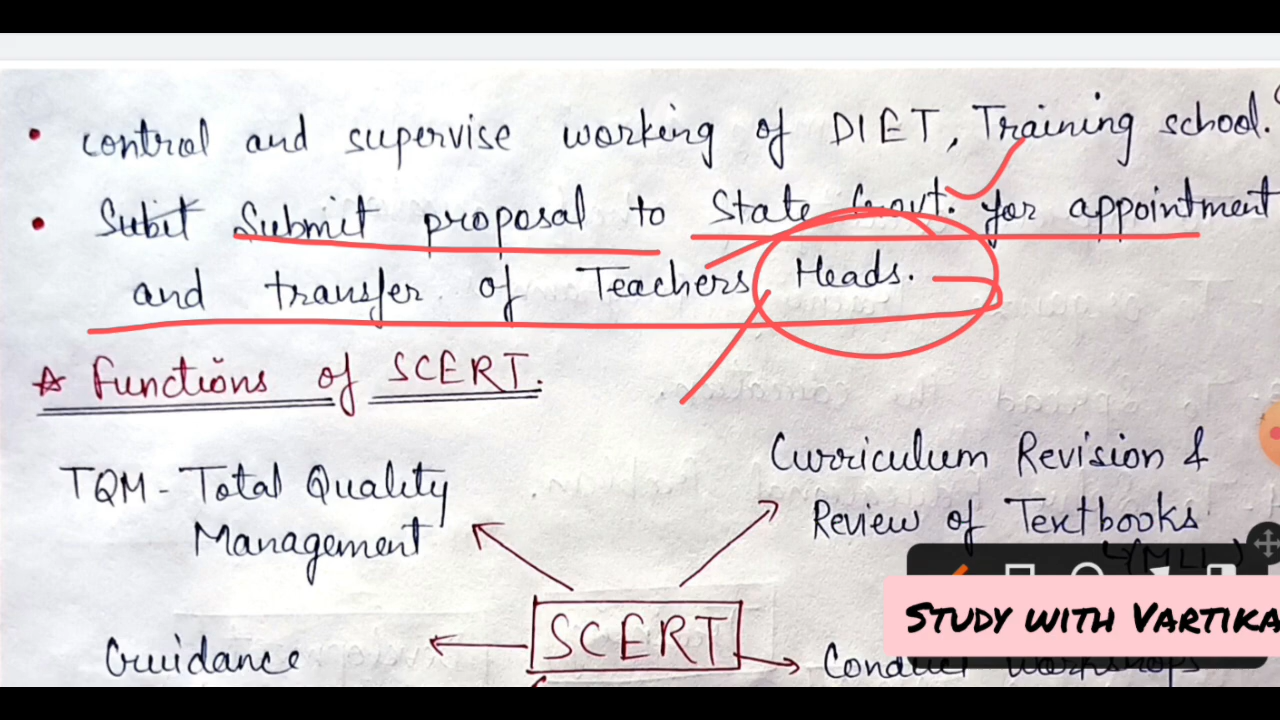 • control and supervise working of DIET, Training school.
• Subit Submit proposal to State Govt. for appointment
and transfer of Teachers Heads.
☆ Functions of SCERT.
TQM - Total Quality
Management
Curriculum Revision &
Review of Textbooks
↳ (MLL)
SCERT
Guidance
Conduct workshops
STUDY WITH VARTIKA